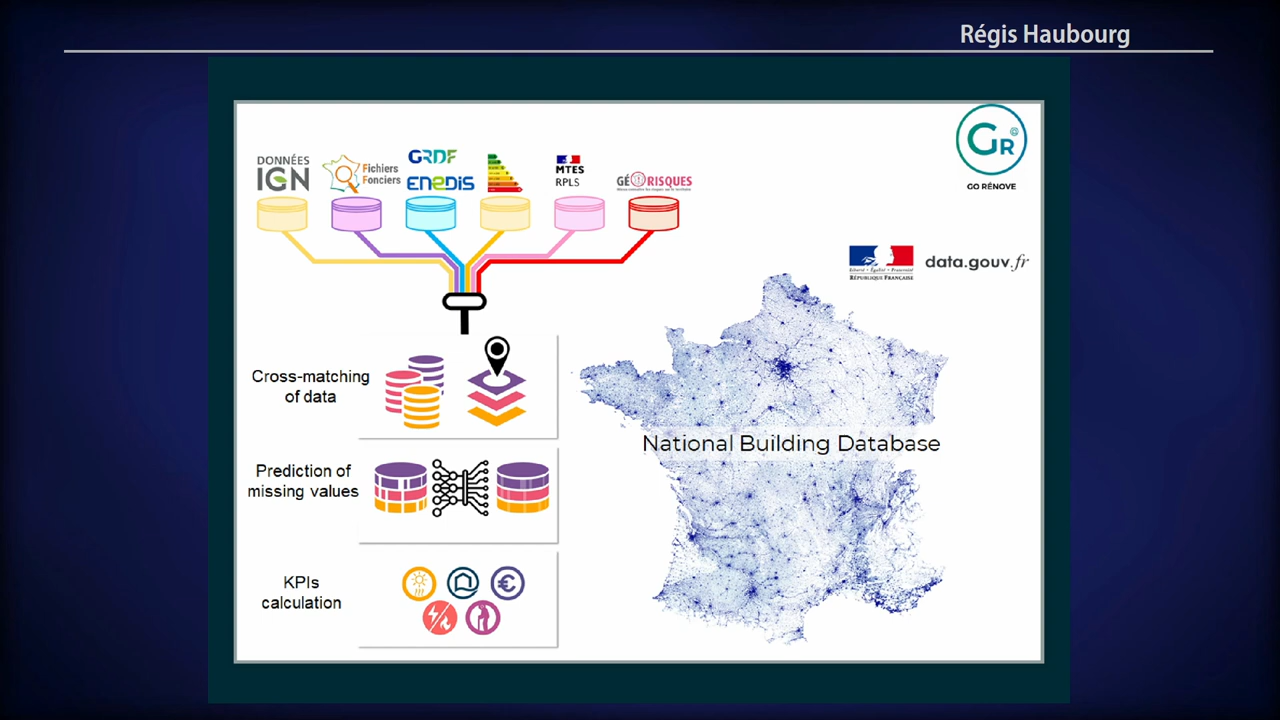 Régis Haubourg
DONNÉES
IGN
Fichiers
Fonciers
GRDF
ENEDIS
MTES
RPLS
GÉORISQUES
GR@
GO RÉNOVE
RÉPUBLIQUE FRANÇAISE
data.gouv.fr
Cross-matching
of data
National Building Database
Prediction of
missing values
KPIs
calculation